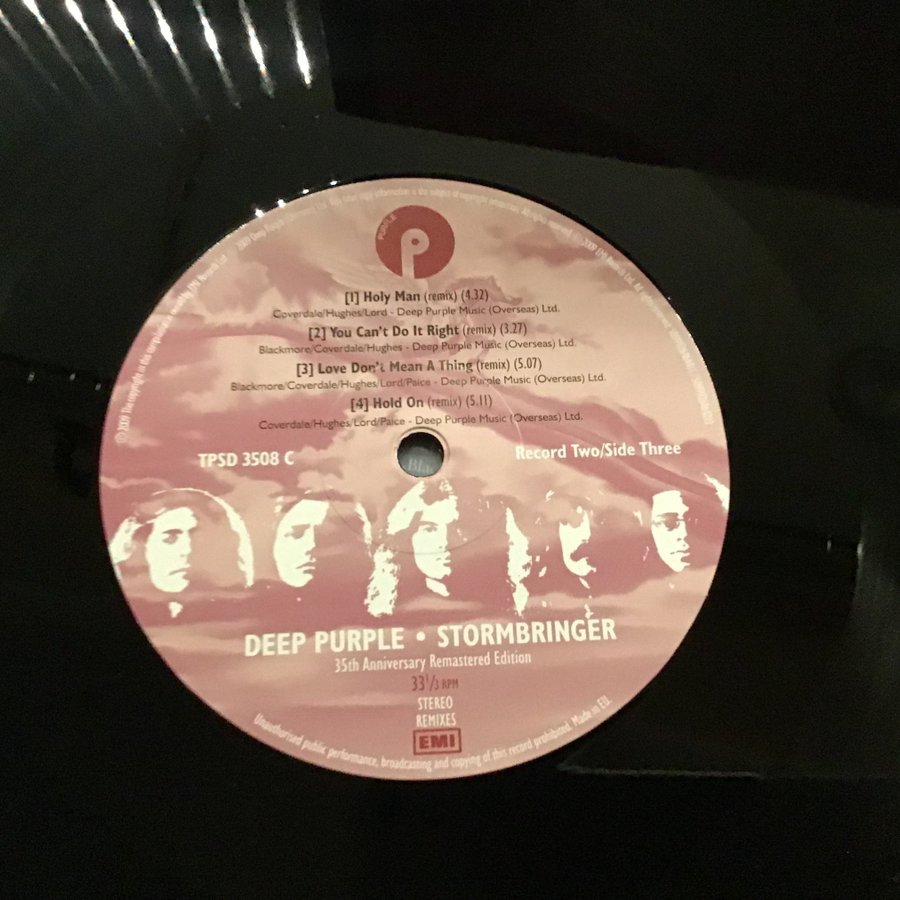 PURPLE
[1] Holy Man (remix) (4.32)
Coverdale/Hughes/Lord - Deep Purple Music (Overseas) Ltd.
[2] You Can't Do It Right (remix) (3.27)
Blackmore/Coverdale/Hughes - Deep Purple Music (Overseas) Ltd.
[3] Love Don't Mean A Thing (remix) (5.07)
Blackmore/Coverdale/Hughes/Lord/Paice - Deep Purple Music (Overseas) Ltd.
[4] Hold On (remix) (5.11)
Coverdale/Hughes/Lord/Paice - Deep Purple Music (Overseas) Ltd.
TPSD 3508 C
Record Two/Side Three
DEEP PURPLE • STORMBRINGER
35th Anniversary Remastered Edition
33 1/3 RPM
STEREO
REMIXES
EMI
Unauthorised public performance, broadcasting and copying of this record prohibited. Made in EU.